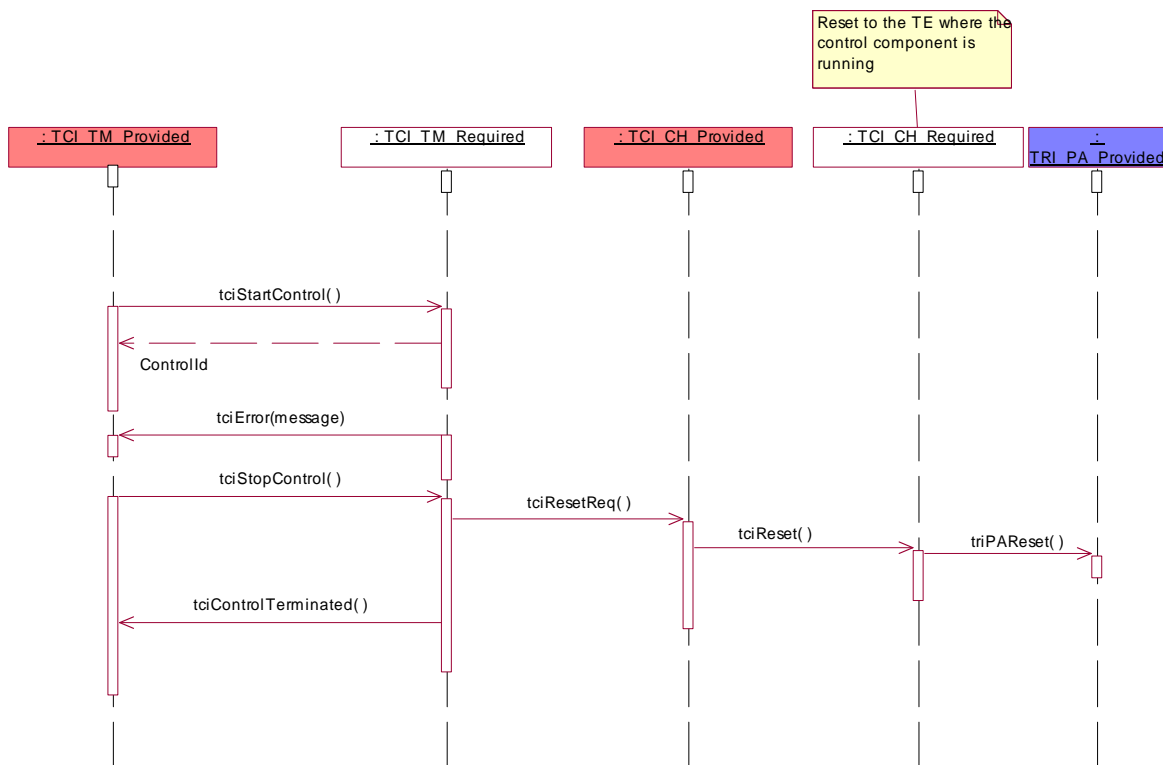 Reset to the TE where the
control component is
running
: TCI_TM_Provided
: TCI_TM_Required
: TCI_CH_Provided
: TCI_CH_Required
:
TRI_PA_Provided
tciStartControl( )
ControlId
tciError(message)
tciStopControl( )
tciResetReq( )
tciReset( )
triPAReset( )
tciControlTerminated( )